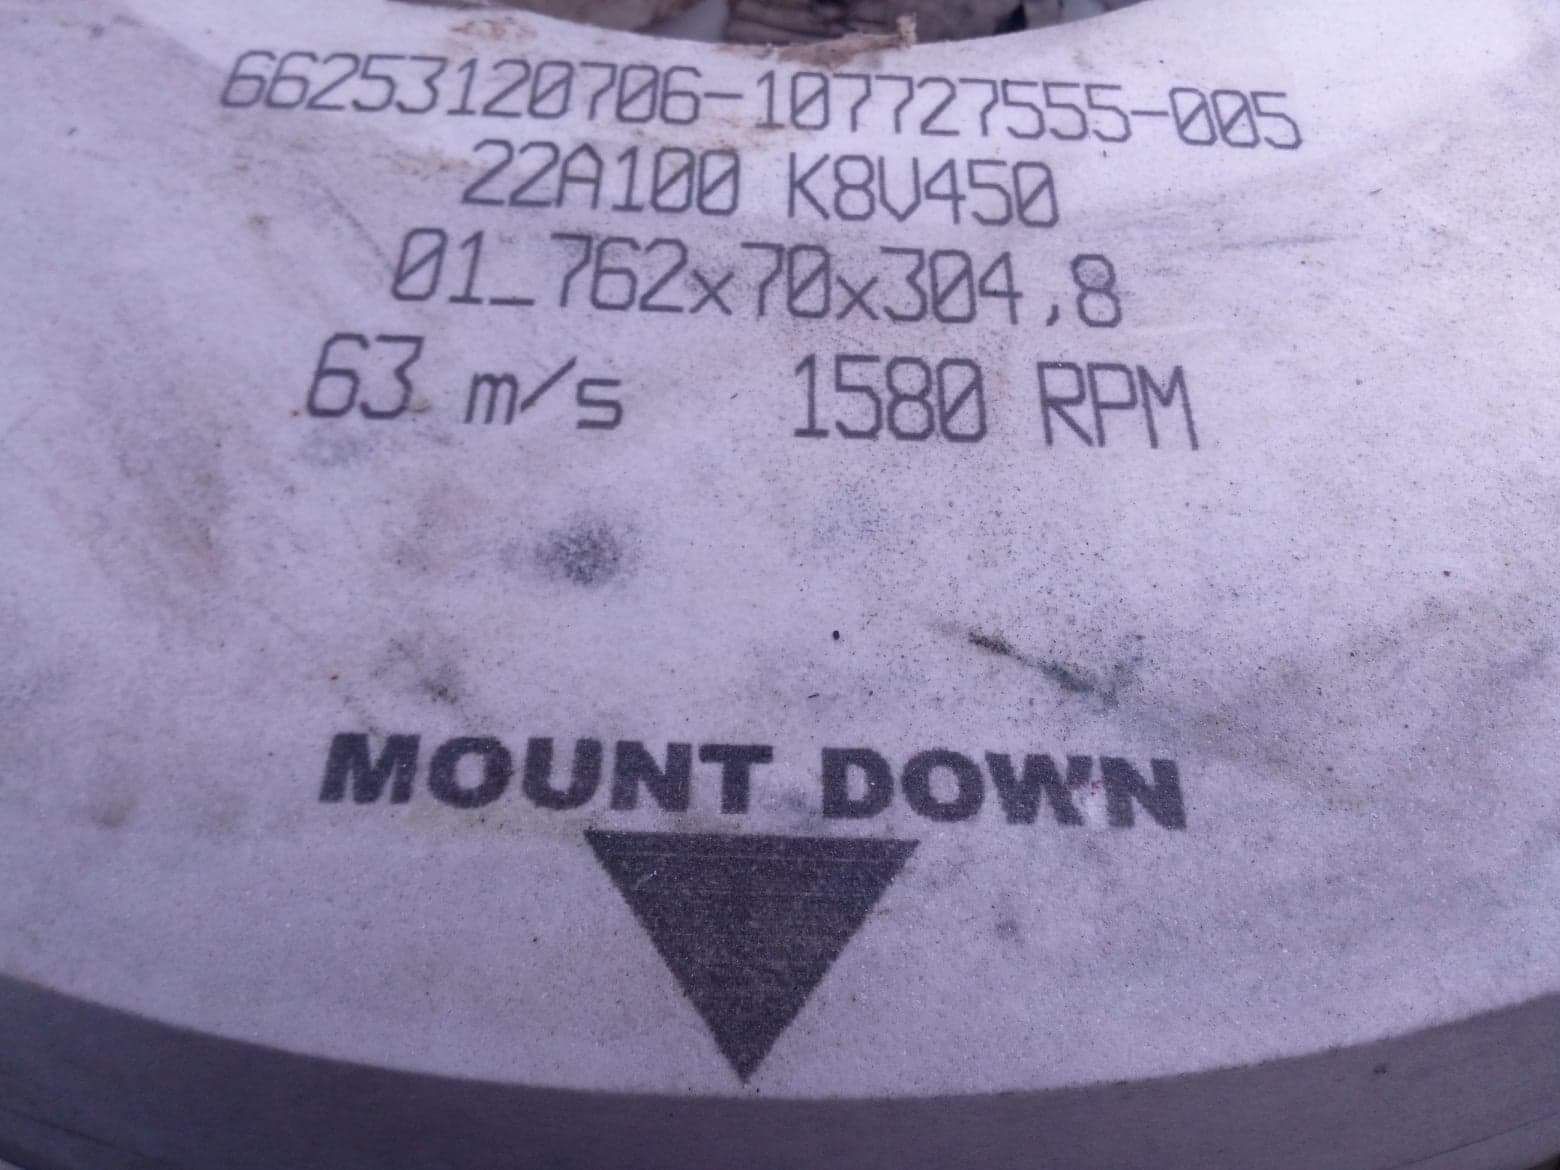 66253120706-107727555-005
22A100 K8V450
01_762x70x304,8
63 m/s 1580 RPM
MOUNT DOWN